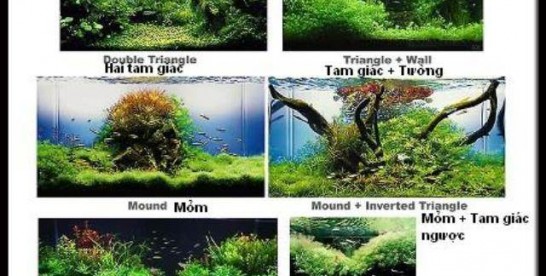 Double Triangle
Hai tam giác
Triangle + Wall
Tam giác + Tường
Mound Mỏm
Mound + Inverted Triangle
Mỏm + Tam giác
ngược